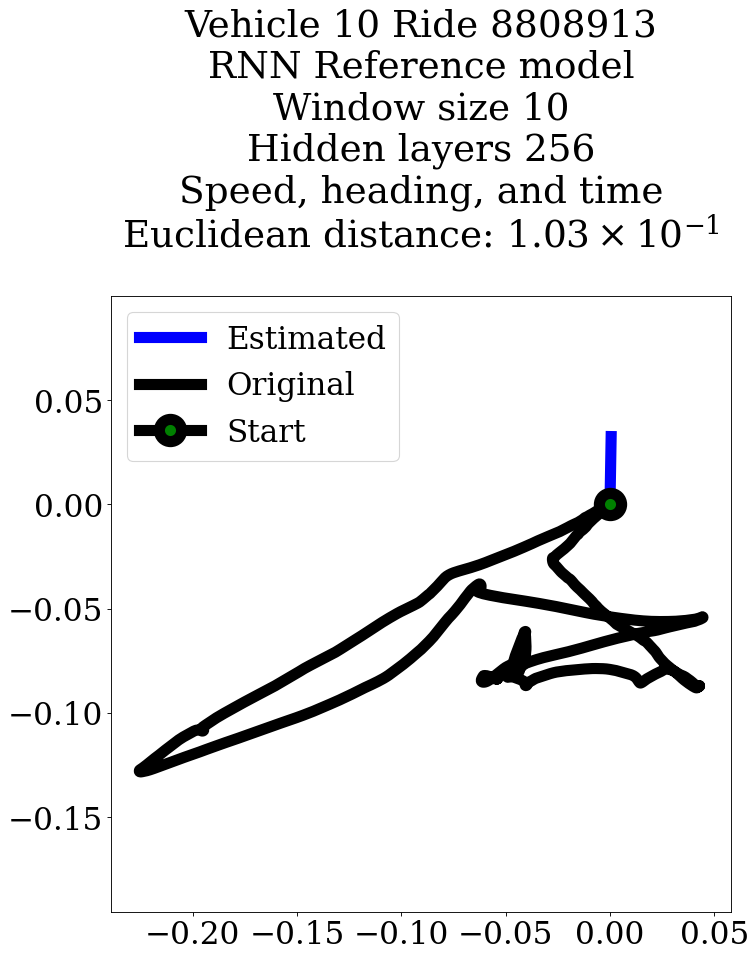 Vehicle 10 Ride 8808913
RNN Reference model
Window size 10
Hidden layers 256
Speed, heading, and time
Euclidean distance: 1.03 × 10⁻¹
Estimated
Original
Start
0.05
0.00
−0.05
−0.10
−0.15
−0.20 −0.15 −0.10 −0.05 0.00 0.05